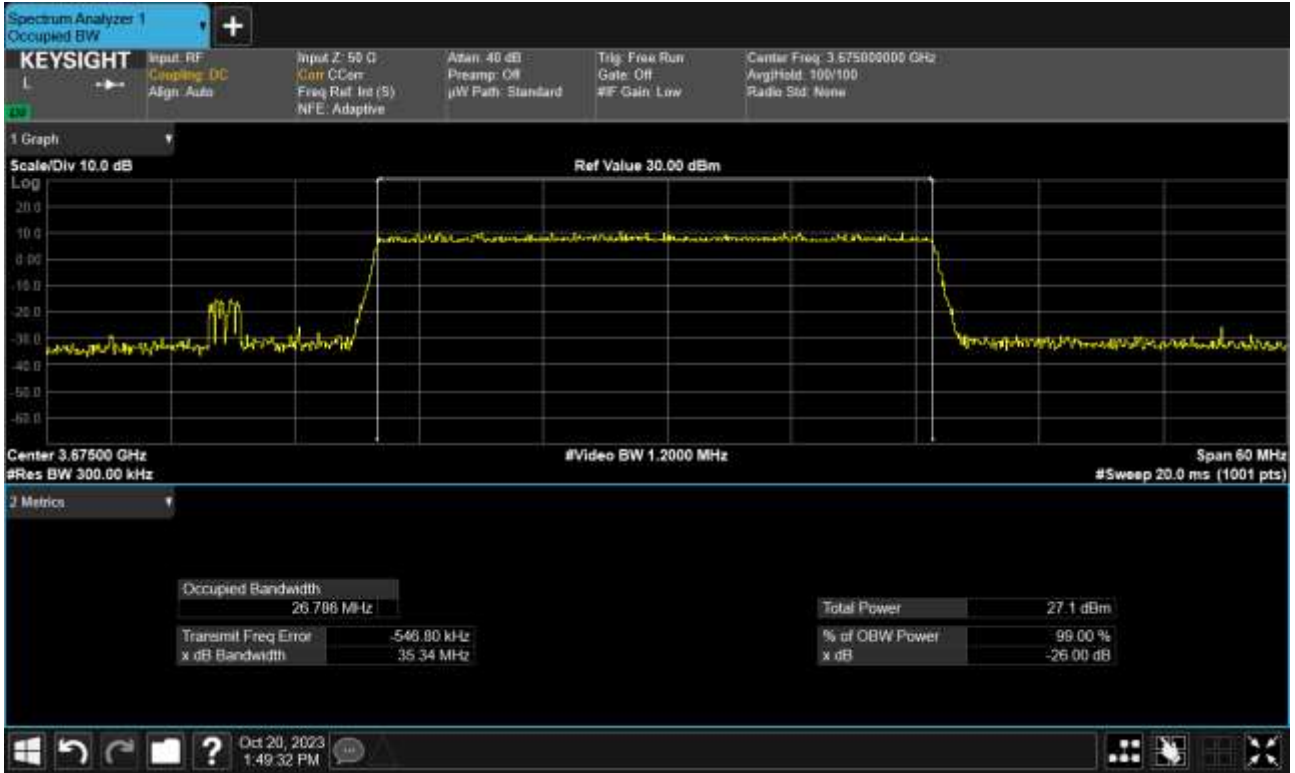 Spectrum Analyzer 1
Occupied BW
KEYSIGHT
L
Input: RF
Coupling: DC
Align: Auto
Input Z: 50 Ω
Corr CCorr
Freq Ref: Int (S)
NFE: Adaptive
Atten: 40 dB
Preamp: Off
µW Path: Standard
Trig: Free Run
Gate: Off
#IF Gain: Low
Center Freq: 3.675000000 GHz
Avg|Hold: 100/100
Radio Std: None
1 Graph
Scale/Div 10.0 dB
Ref Value 30.00 dBm
Log
20.0
10.0
0.00
-10.0
-20.0
-30.0
-40.0
-50.0
-60.0
Center 3.67500 GHz
#Video BW 1.2000 MHz
Span 60 MHz
#Res BW 300.00 kHz
#Sweep 20.0 ms (1001 pts)
2 Metrics
Occupied Bandwidth
26.786 MHz
Total Power 27.1 dBm
Transmit Freq Error -546.80 kHz
% of OBW Power 99.00 %
x dB Bandwidth 35.34 MHz
x dB -26.00 dB
?
Oct 20, 2023
1:49:32 PM